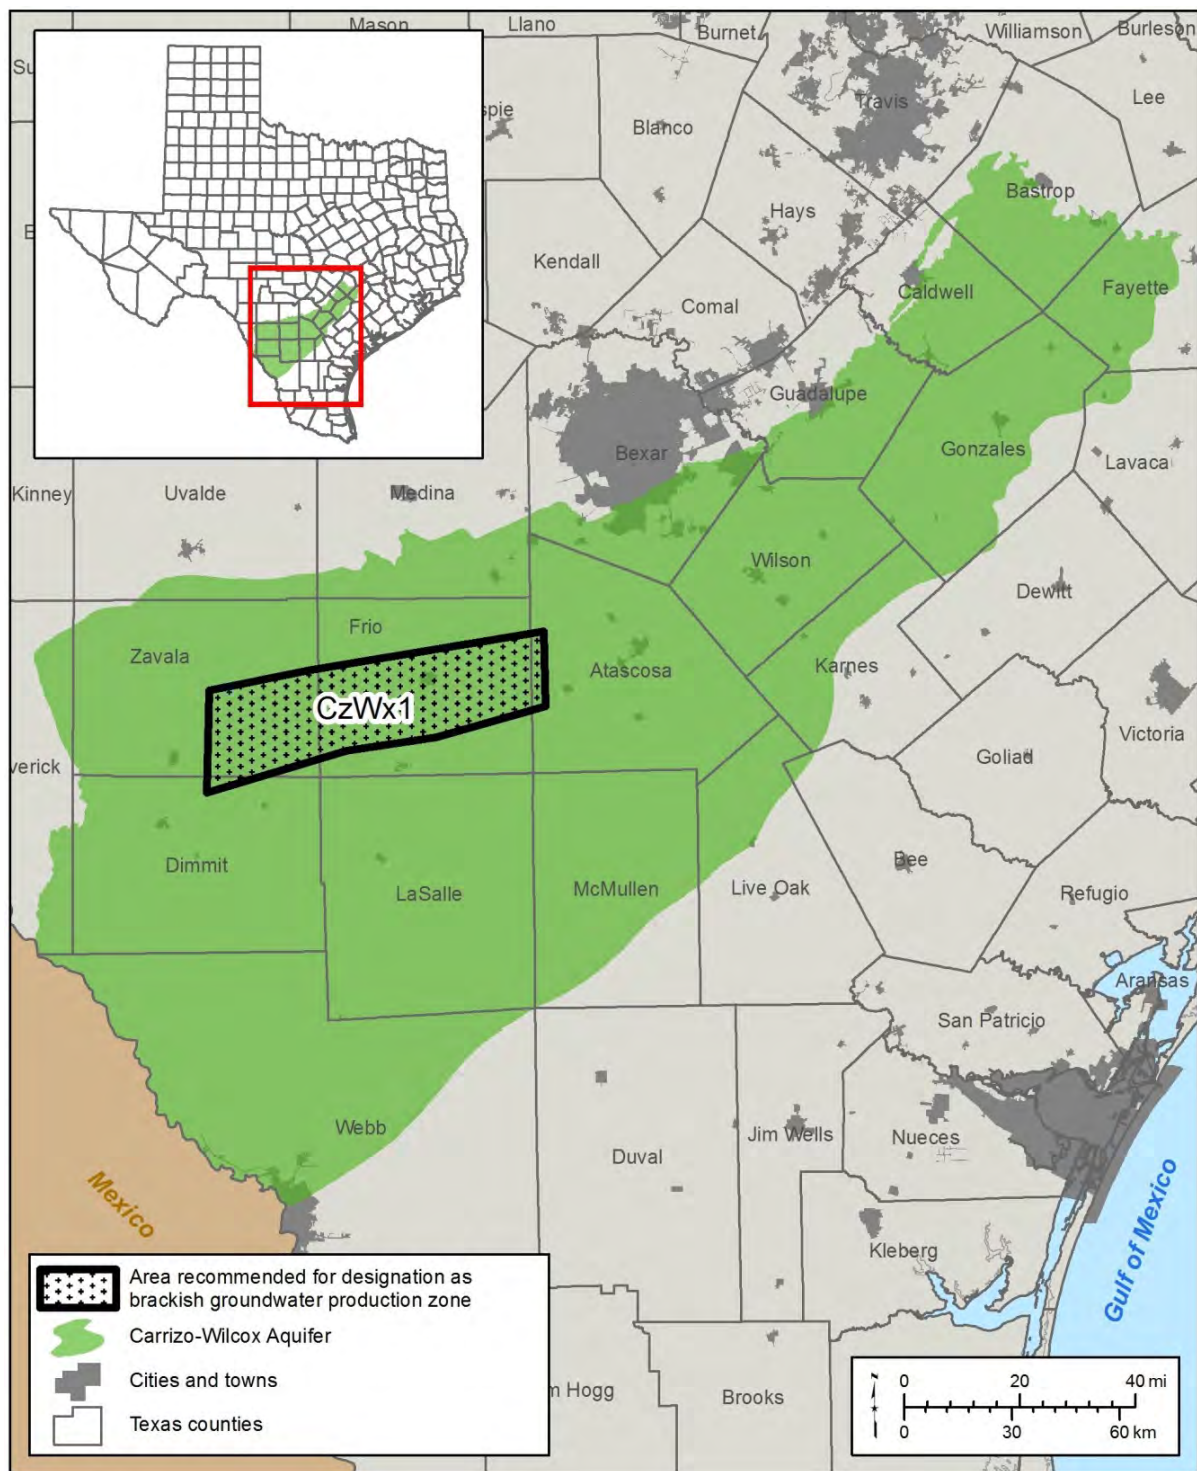 Mason
Llano
Burnet
Williamson
Burleson
Su
spie
Blanco
Travis
Lee
Bastrop
Hays
Kendall
Caldwell
Fayette
Comal
Guadalupe
Bexar
Gonzales
Lavaca
Kinney
Uvalde
Medina
Wilson
Dewitt
Frio
Zavala
Atascosa
Karnes
CzWx1
Victoria
Goliad
verick
Bee
Dimmit
LaSalle
McMullen
Live Oak
Refugio
Aransas
San Patricio
Webb
Duval
Jim Wells
Nueces
Mexico
Kleberg
Gulf of Mexico
Area recommended for designation as
brackish groundwater production zone
Carrizo-Wilcox Aquifer
Cities and towns
Texas counties
m Hogg
Brooks
0 20 40 mi
0 30 60 km